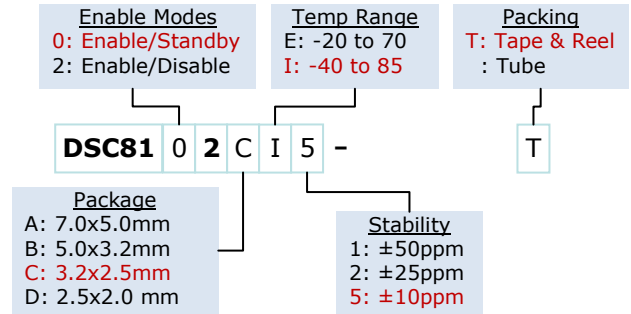 Enable Modes
0: Enable/Standby
2: Enable/Disable
Temp Range
E: -20 to 70
I: -40 to 85
Packing
T: Tape & Reel
: Tube
DSC81 0 2 C I 5 – T
Package
A: 7.0x5.0mm
B: 5.0x3.2mm
C: 3.2x2.5mm
D: 2.5x2.0 mm
Stability
1: ±50ppm
2: ±25ppm
5: ±10ppm